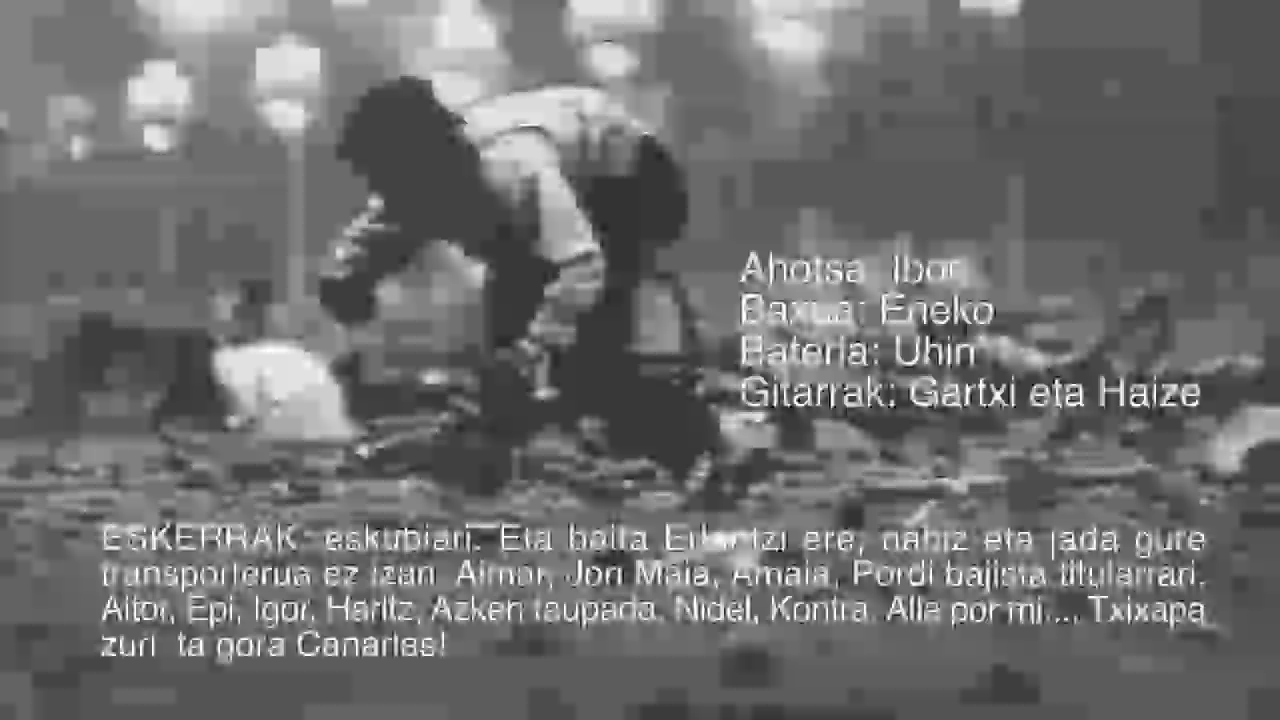 Ahotsa: Ibor
Baxua: Eneko
Bateria: Uhin
Gitarrak: Gartxi eta Haize
ESKERRAK: eskubiari. Eta baita Erlantzi ere, nahiz eta jada gure
transporterua ez izan. Aimar, Jon Maia, Amaia, Pordi bajista titularrari,
Aitor, Epi, Igor, Haritz, Azken taupada, Nidel, Kontra. Alla por mi... Txixapa
zuri ta gora Canarias!